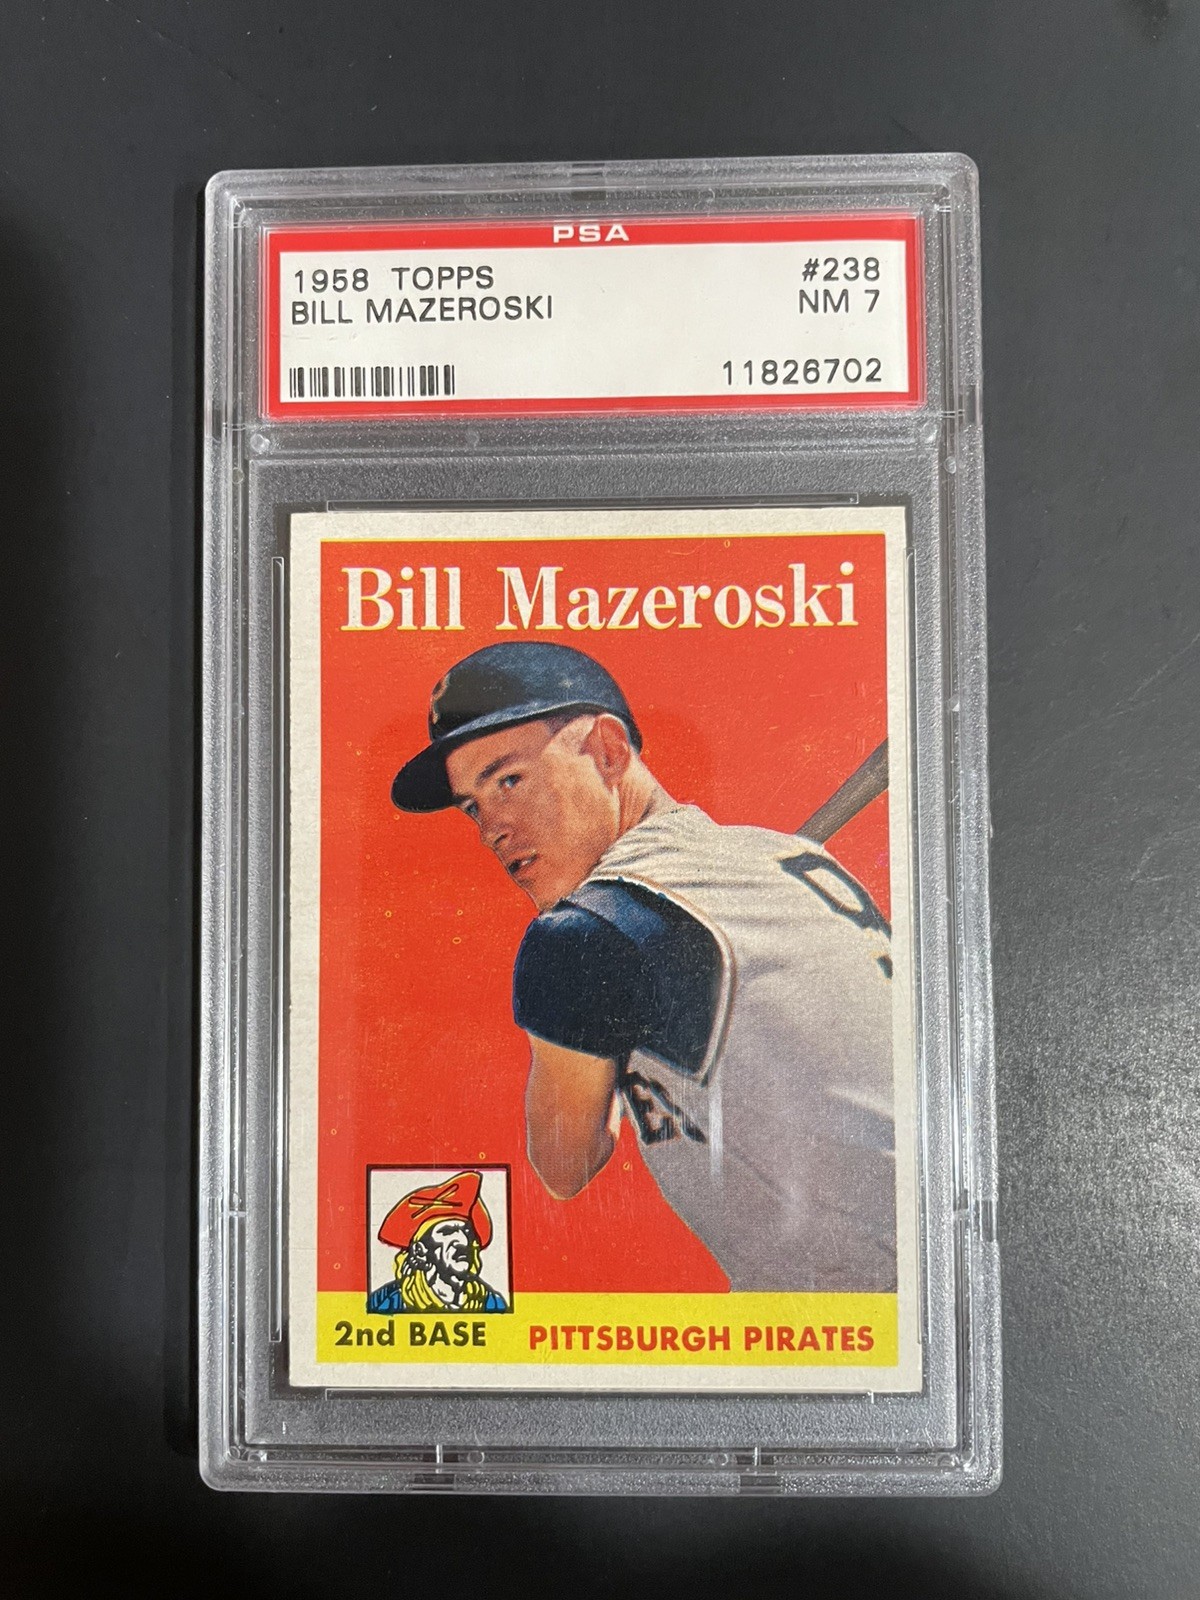 PSA
1958 TOPPS #238
BILL MAZEROSKI NM 7
11826702
Bill Mazeroski
2nd BASE PITTSBURGH PIRATES